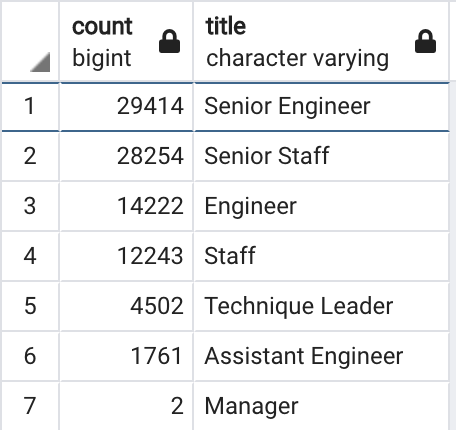 count title
bigint character varying
1 29414 Senior Engineer
2 28254 Senior Staff
3 14222 Engineer
4 12243 Staff
5 4502 Technique Leader
6 1761 Assistant Engineer
7 2 Manager